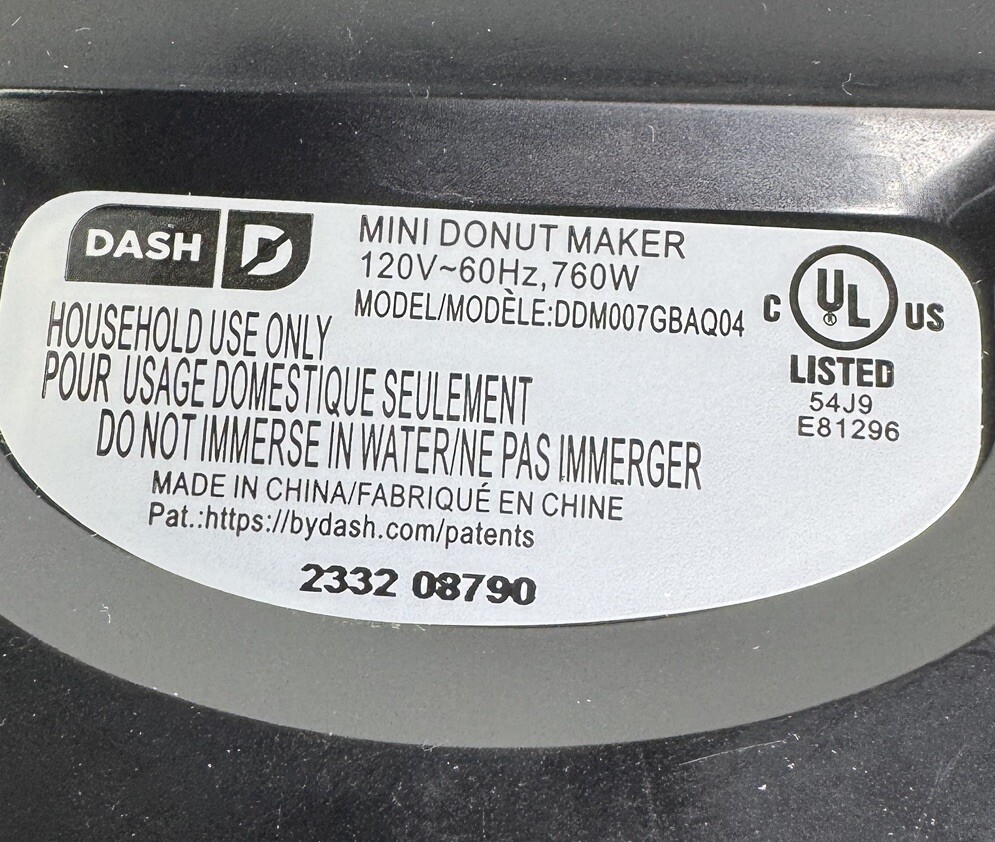 DASH D
MINI DONUT MAKER
120V~60Hz,760W
MODEL/MODÈLE:DDM007GBAQ04
C UL® US
LISTED
54J9
E81296
HOUSEHOLD USE ONLY
POUR USAGE DOMESTIQUE SEULEMENT
DO NOT IMMERSE IN WATER/NE PAS IMMERGER
MADE IN CHINA/FABRIQUÉ EN CHINE
Pat.:https://bydash.com/patents
2332 08790